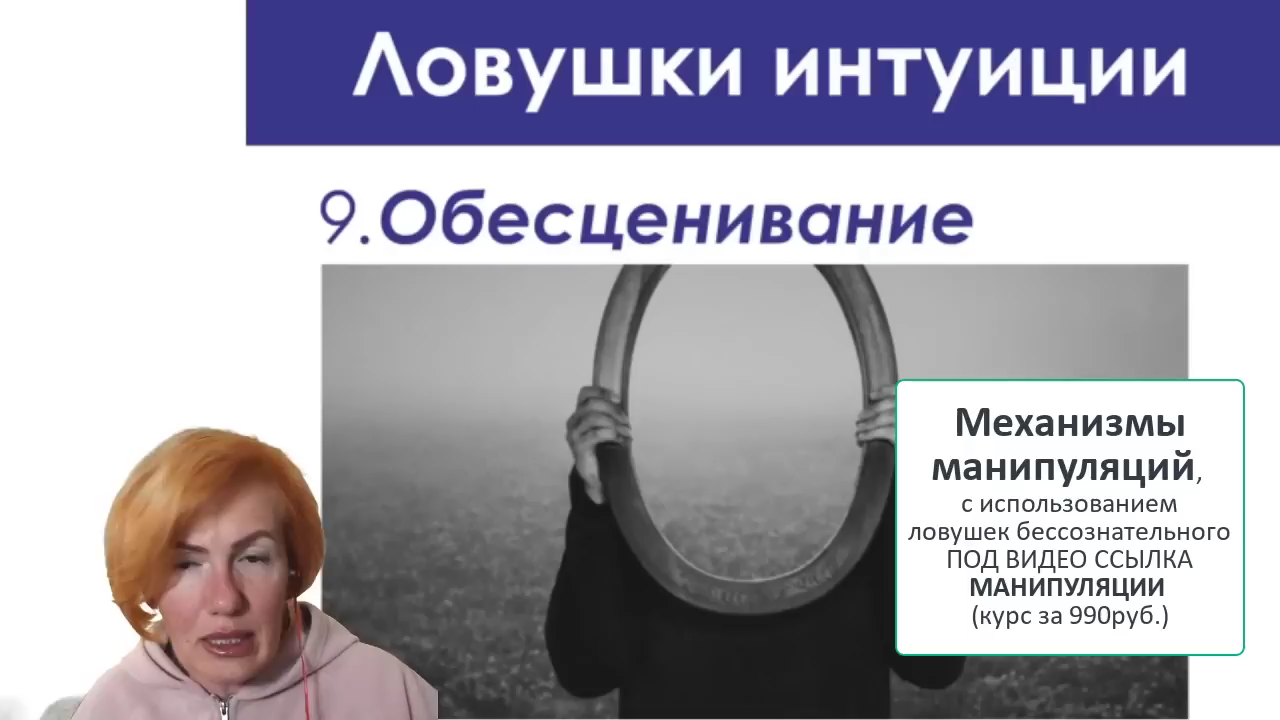 Ловушки интуиции
9. Обесценивание
Механизмы
манипуляций,
с использованием
ловушек бессознательного
ПОД ВИДЕО ССЫЛКА
МАНИПУЛЯЦИИ
(курс за 990руб.)